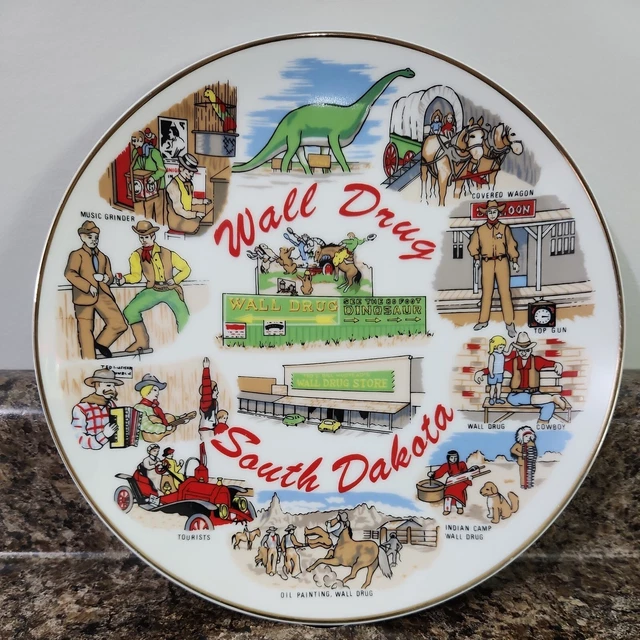 Wall Drug
COVERED WAGON
SALOON
MUSIC GRINDER
WALL DRUG
SEE THE 80 FOOT
DINOSAUR
TOP GUN
WALL DRUG STORE
WALL DRUG COWBOY
South Dakota
INDIAN CAMP
WALL DRUG
TOURISTS
OIL PAINTING, WALL DRUG